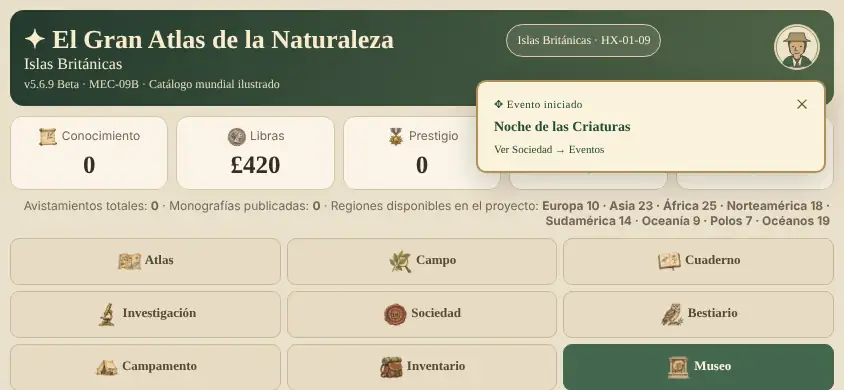 ✦ El Gran Atlas de la Naturaleza
Islas Británicas
v5.6.9 Beta · MEC-09B · Catálogo mundial ilustrado
Islas Británicas · HX-01-09
✥ Evento iniciado
Noche de las Criaturas
Ver Sociedad → Eventos
Conocimiento
0
Libras
£420
Prestigio
0
Avistamientos totales: 0 · Monografías publicadas: 0 · Regiones disponibles en el proyecto: Europa 10 · Asia 23 · África 25 · Norteamérica 18 ·
Sudamérica 14 · Oceanía 9 · Polos 7 · Océanos 19
Atlas
Campo
Cuaderno
Investigación
Sociedad
Bestiario
Campamento
Inventario
Museo